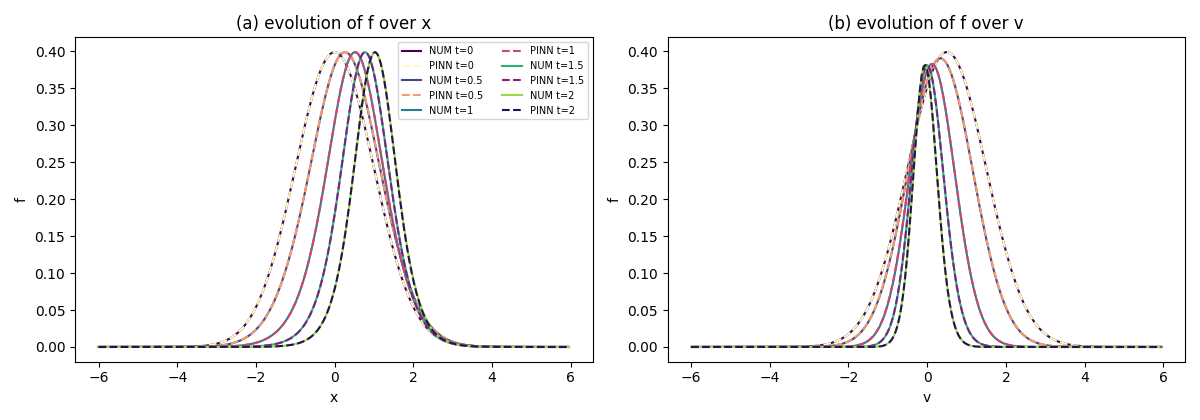 (a) evolution of f over x
(b) evolution of f over v
f
0.40
0.35
0.30
0.25
0.20
0.15
0.10
0.05
0.00
NUM t=0
PINN t=0
NUM t=0.5
PINN t=0.5
NUM t=1
PINN t=1
NUM t=1.5
PINN t=1.5
NUM t=2
PINN t=2
−6 −4 −2 0 2 4 6
x
f
0.40
0.35
0.30
0.25
0.20
0.15
0.10
0.05
0.00
−6 −4 −2 0 2 4 6
v